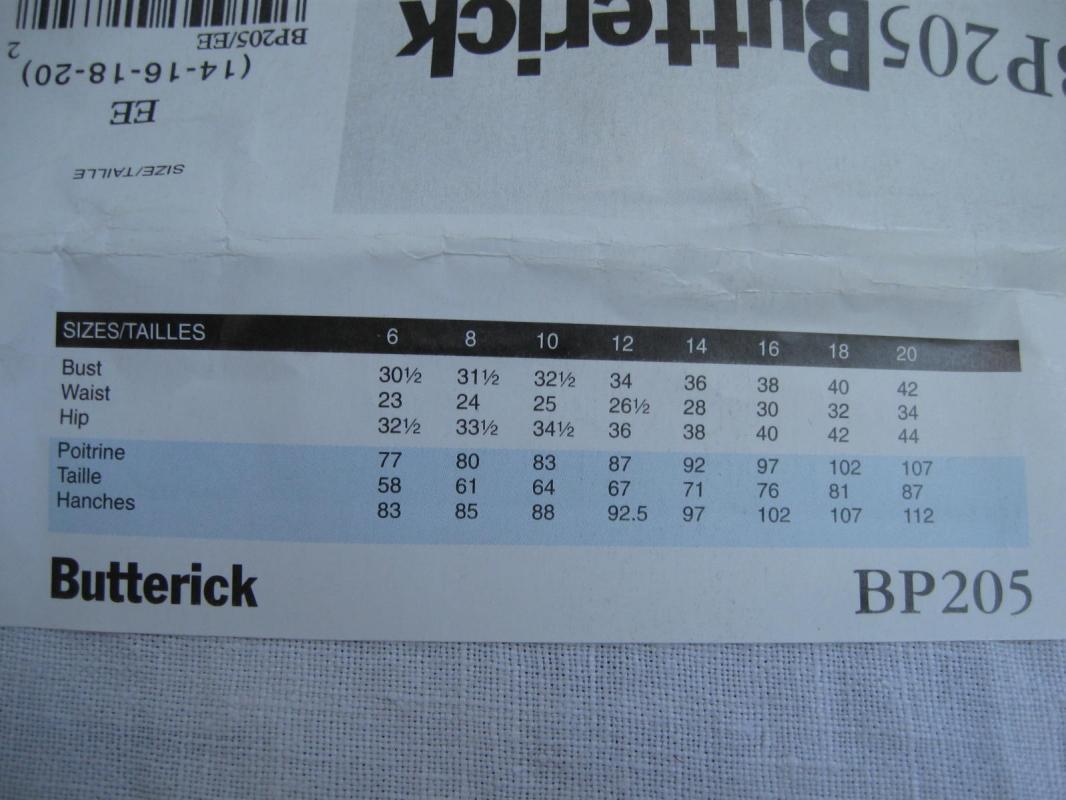 BP205 Butterick
2
BP205/EE
(14-16-18-20)
EE
SIZE/TAILLE
SIZES/TAILLES 6 8 10 12 14 16 18 20
Bust 30½ 31½ 32½ 34 36 38 40 42
Waist 23 24 25 26½ 28 30 32 34
Hip 32½ 33½ 34½ 36 38 40 42 44
Poitrine 77 80 83 87 92 97 102 107
Taille 58 61 64 67 71 76 81 87
Hanches 83 85 88 92.5 97 102 107 112
Butterick BP205